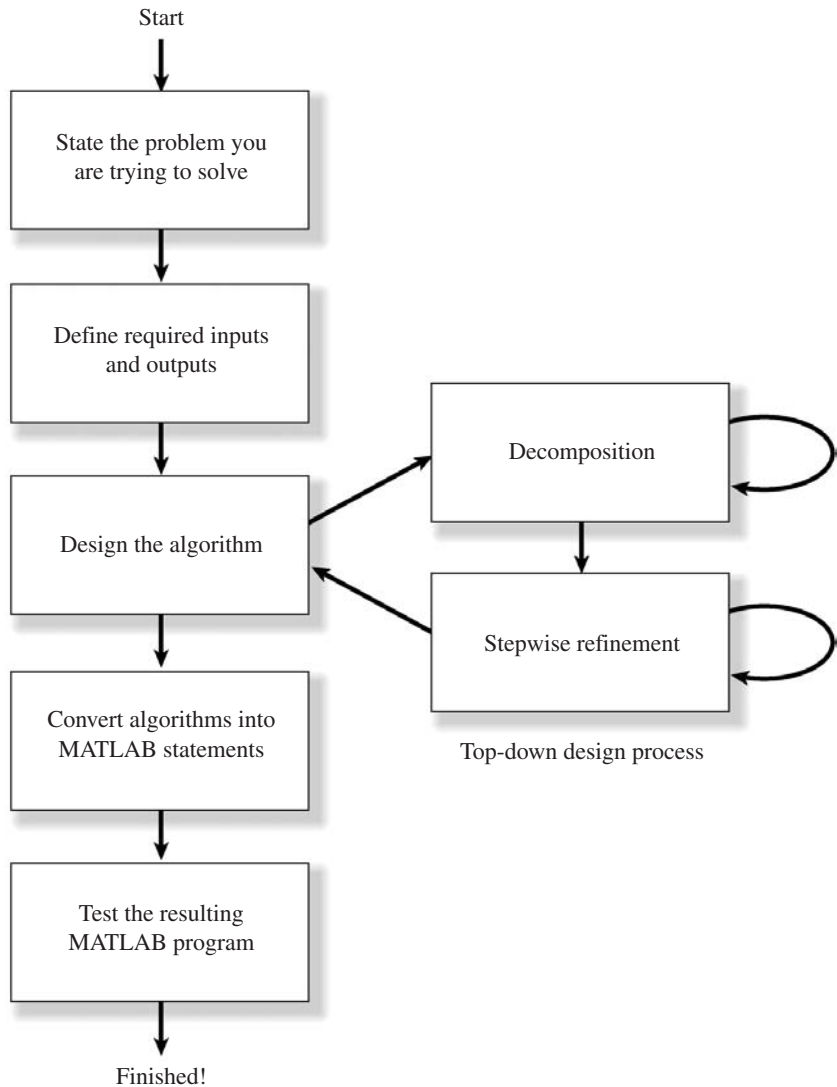 Start
State the problem you
are trying to solve
Define required inputs
and outputs
Design the algorithm
Decomposition
Stepwise refinement
Top-down design process
Convert algorithms into
MATLAB statements
Test the resulting
MATLAB program
Finished!